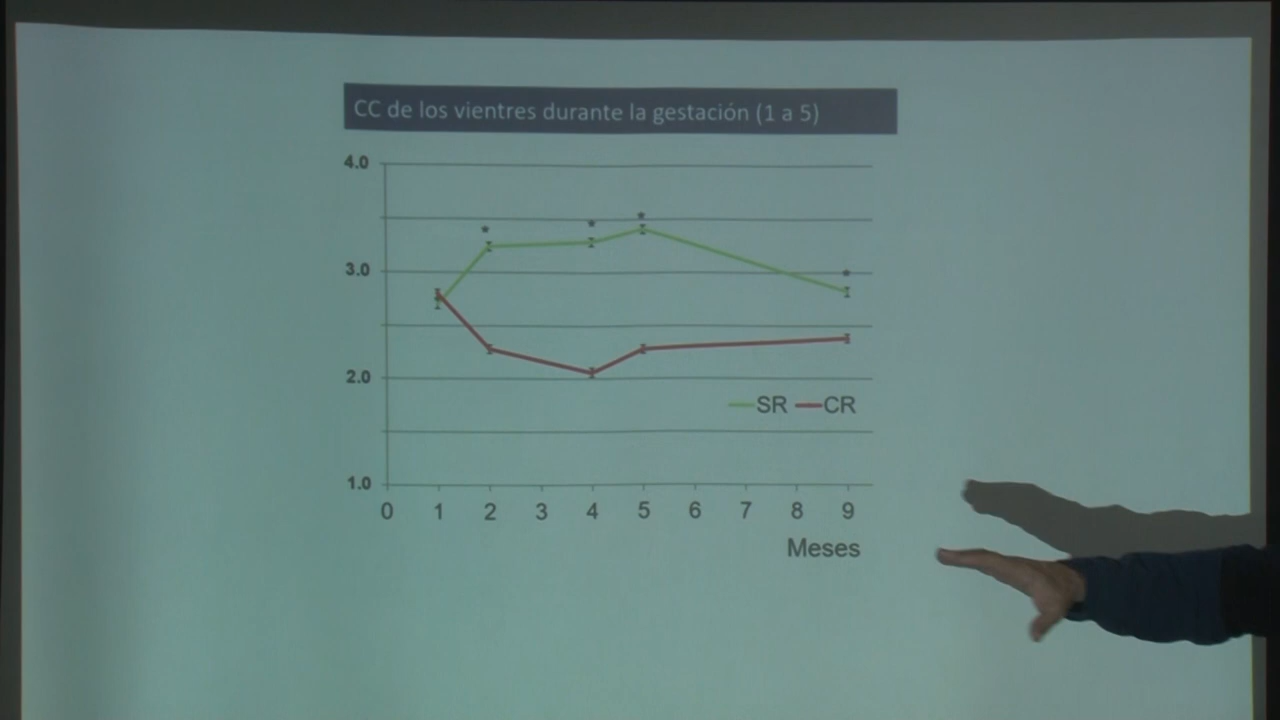 CC de los vientres durante la gestación (1 a 5)
4.0
* * *
3.0 *
2.0
SR CR
1.0
0 1 2 3 4 5 6 7 8 9
Meses